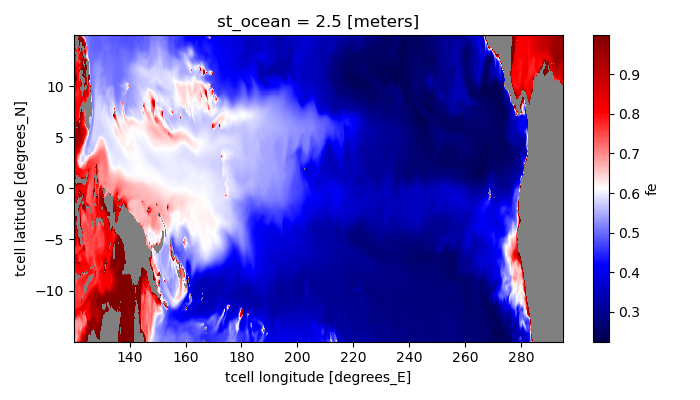 st_ocean = 2.5 [meters]
10
5
0
−5
−10
tcell latitude [degrees_N]
140 160 180 200 220 240 260 280
tcell longitude [degrees_E]
0.9
0.8
0.7
0.6
0.5
0.4
0.3
fe